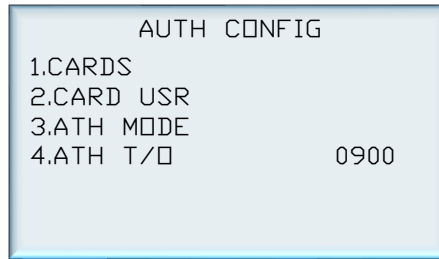 AUTH CONFIG
1.CARDS
2.CARD USR
3.ATH MODE
4.ATH T/O 0900